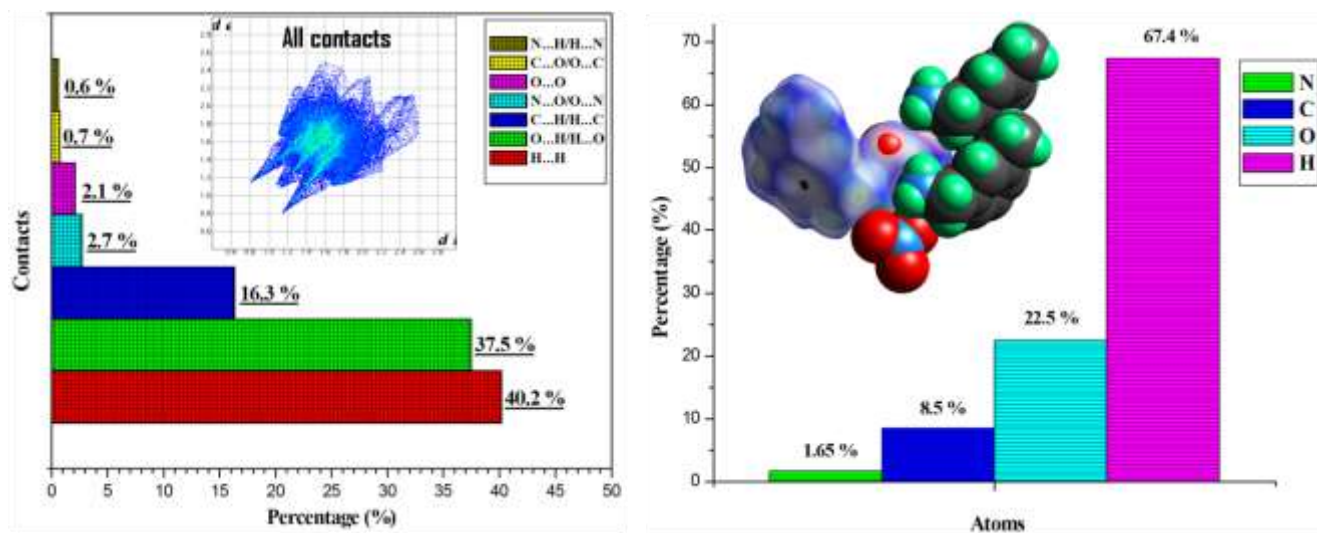 All contacts
d e
d i
N...H/H...N
C...O/O...C
O...O
N...O/O...N
C...H/H...C
O...H/H...O
H...H
0.6 %
0.7 %
2.1 %
2.7 %
16.3 %
37.5 %
40.2 %
Contacts
0 5 10 15 20 25 30 35 40 45 50
Percentage (%)
70
60
50
40
30
20
10
0
Percentage (%)
67.4 %
22.5 %
8.5 %
1.65 %
N
C
O
H
Atoms